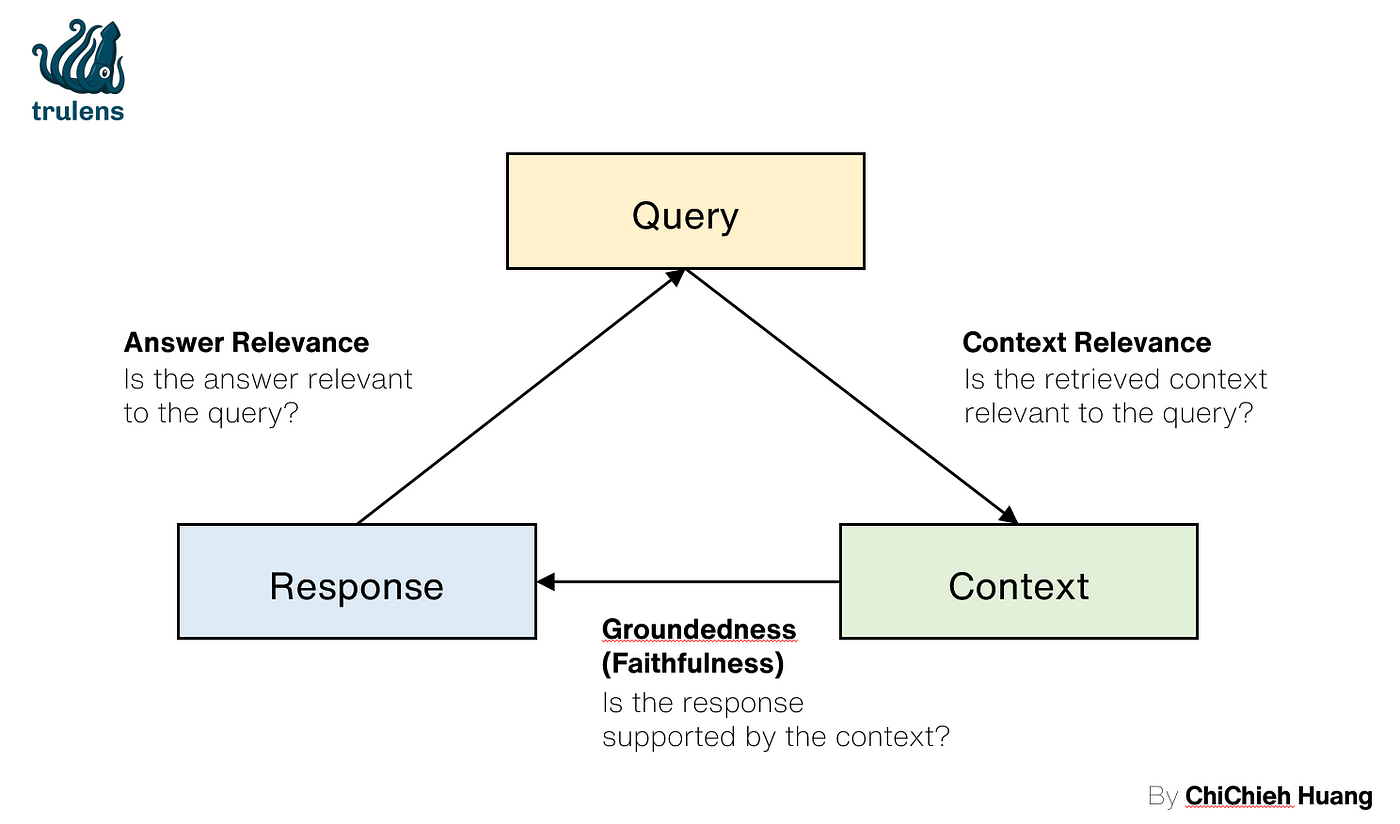 trulens
Query
Answer Relevance
Is the answer relevant
to the query?
Context Relevance
Is the retrieved context
relevant to the query?
Response
Context
Groundedness
(Faithfulness)
Is the response
supported by the context?
By ChiChieh Huang